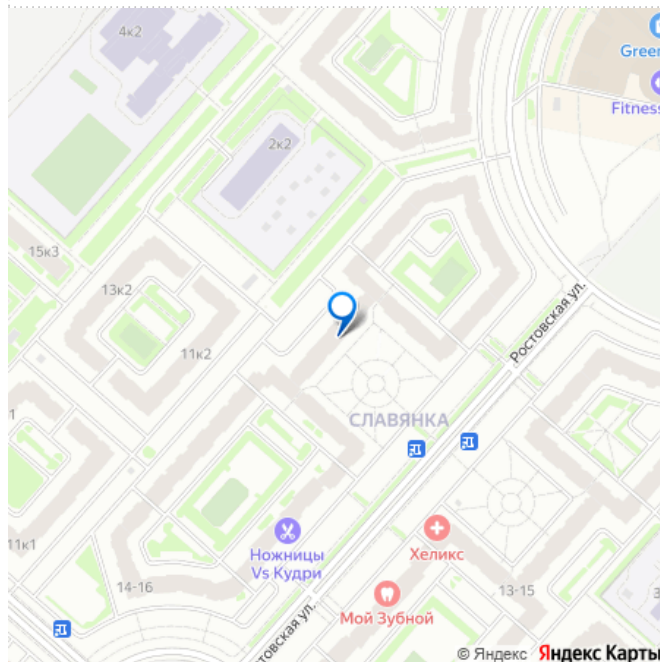 4к2
Green
Fitness
2к2
15к3
13к2
11к2
Ростовская ул.
СЛАВЯНКА
11к1
Ножницы
Vs Кудри
Хеликс
14-16
13-15
Мой Зубной
Ростовская ул.
© Яндекс Яндекс Карты